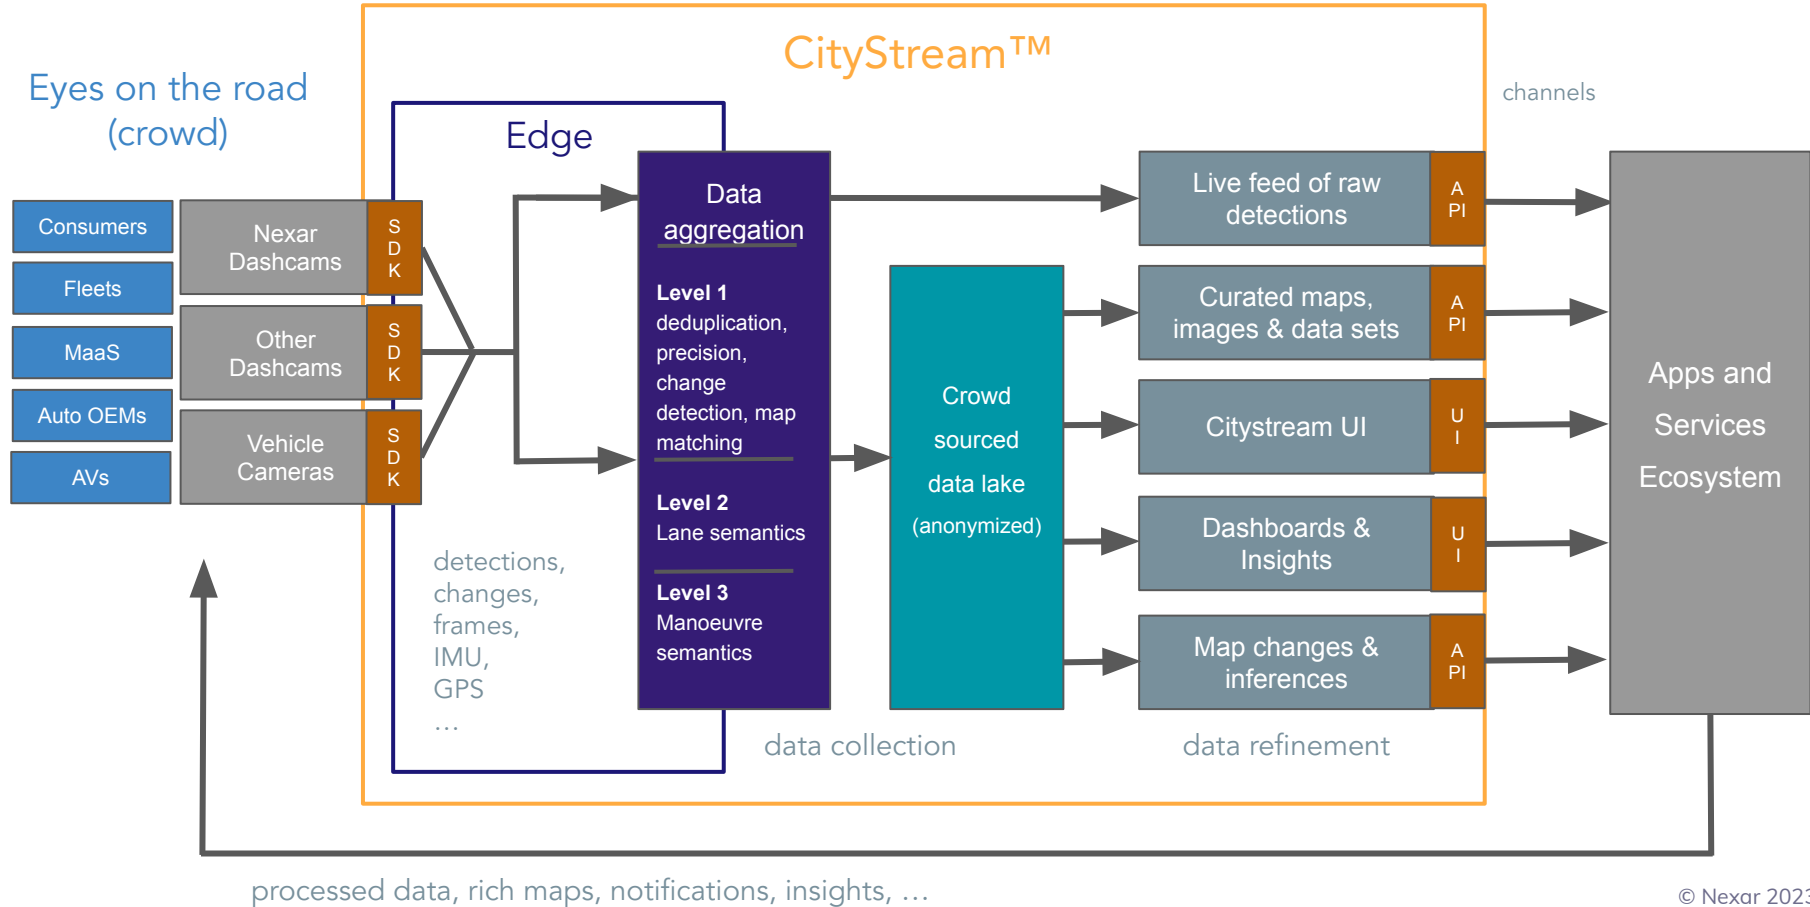 CityStream™
Eyes on the road
(crowd)
channels
Edge
Consumers
Fleets
MaaS
Auto OEMs
AVs
Nexar
Dashcams
S
D
K
Other
Dashcams
S
D
K
Vehicle
Cameras
S
D
K
detections,
changes,
frames,
IMU,
GPS
…
Data
aggregation
Level 1
deduplication,
precision,
change
detection, map
matching
Level 2
Lane semantics
Level 3
Manoeuvre
semantics
Crowd
sourced
data lake
(anonymized)
Live feed of raw
detections
A
PI
Curated maps,
images & data sets
A
PI
Citystream UI
U
I
Dashboards &
Insights
U
I
Map changes &
inferences
A
PI
Apps and
Services
Ecosystem
data collection
data refinement
processed data, rich maps, notifications, insights, …
© Nexar 2023